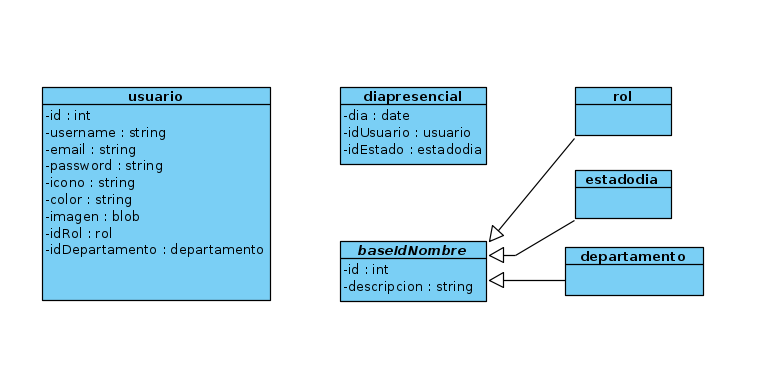 usuario
-id : int
-username : string
-email : string
-password : string
-icono : string
-color : string
-imagen : blob
-idRol : rol
-idDepartamento : departamento
diapresencial
-dia : date
-idUsuario : usuario
-idEstado : estadodia
baseIdNombre
-id : int
-descripcion : string
rol
estadodia
departamento